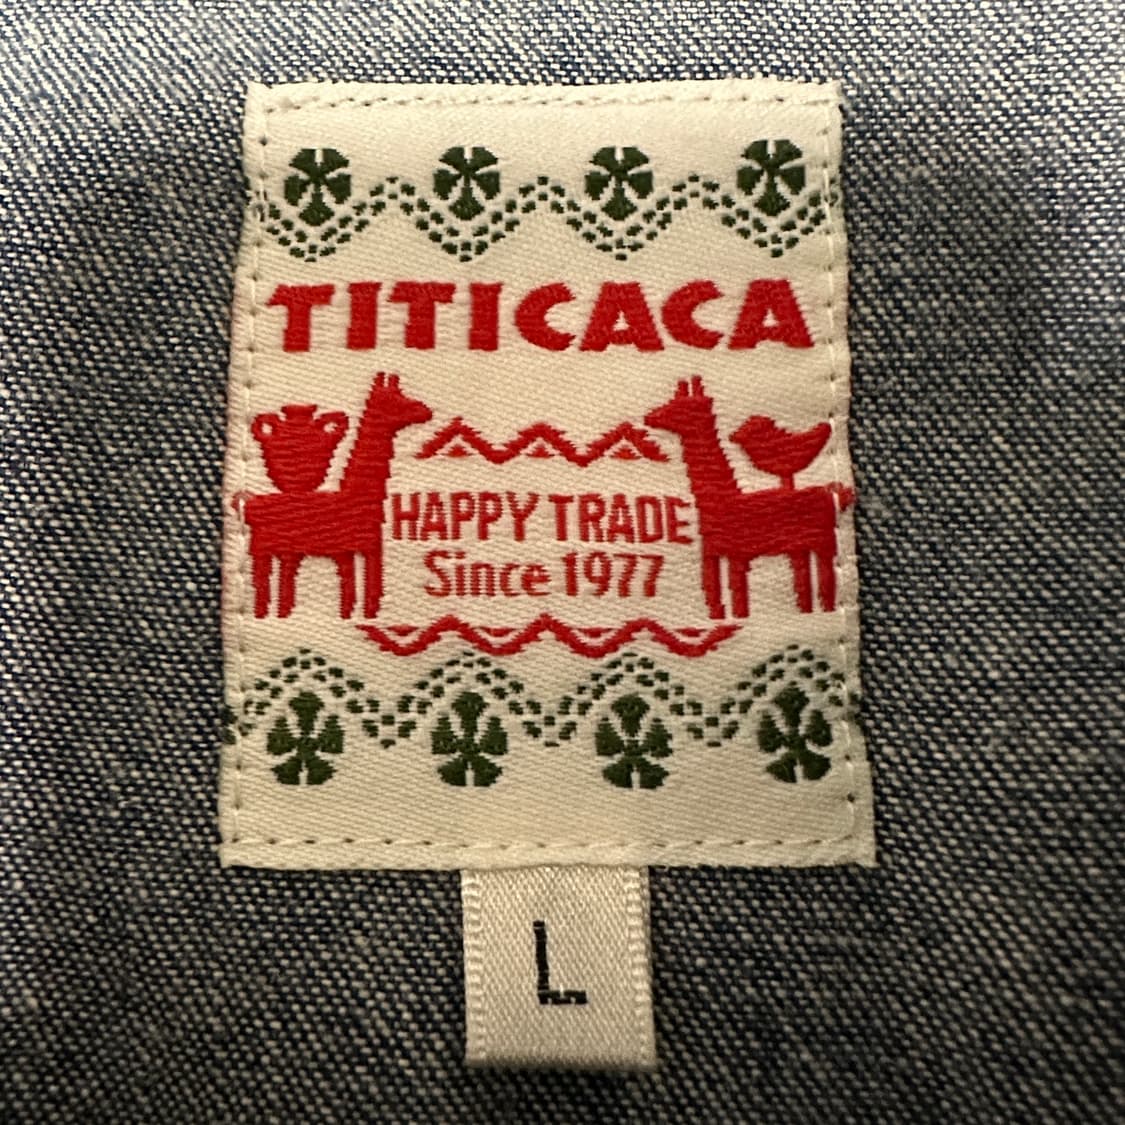 TITICACA
HAPPY TRADE
Since 1977
L